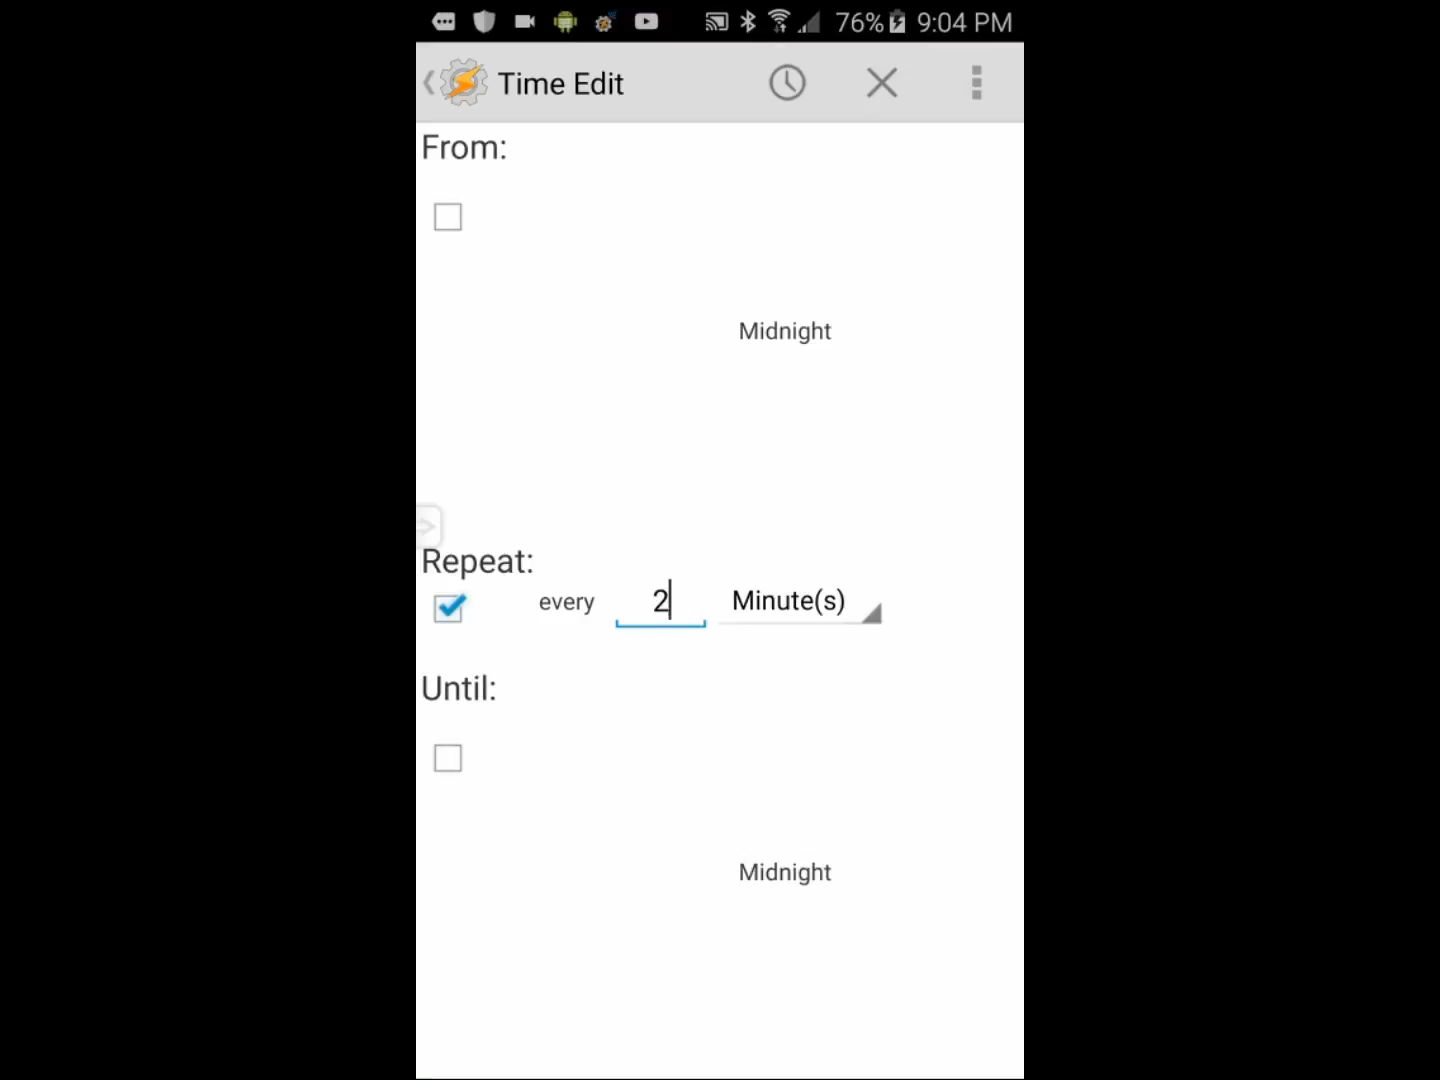 76% 9:04 PM
Time Edit
From:
Midnight
Repeat:
every 2 Minute(s)
Until:
Midnight